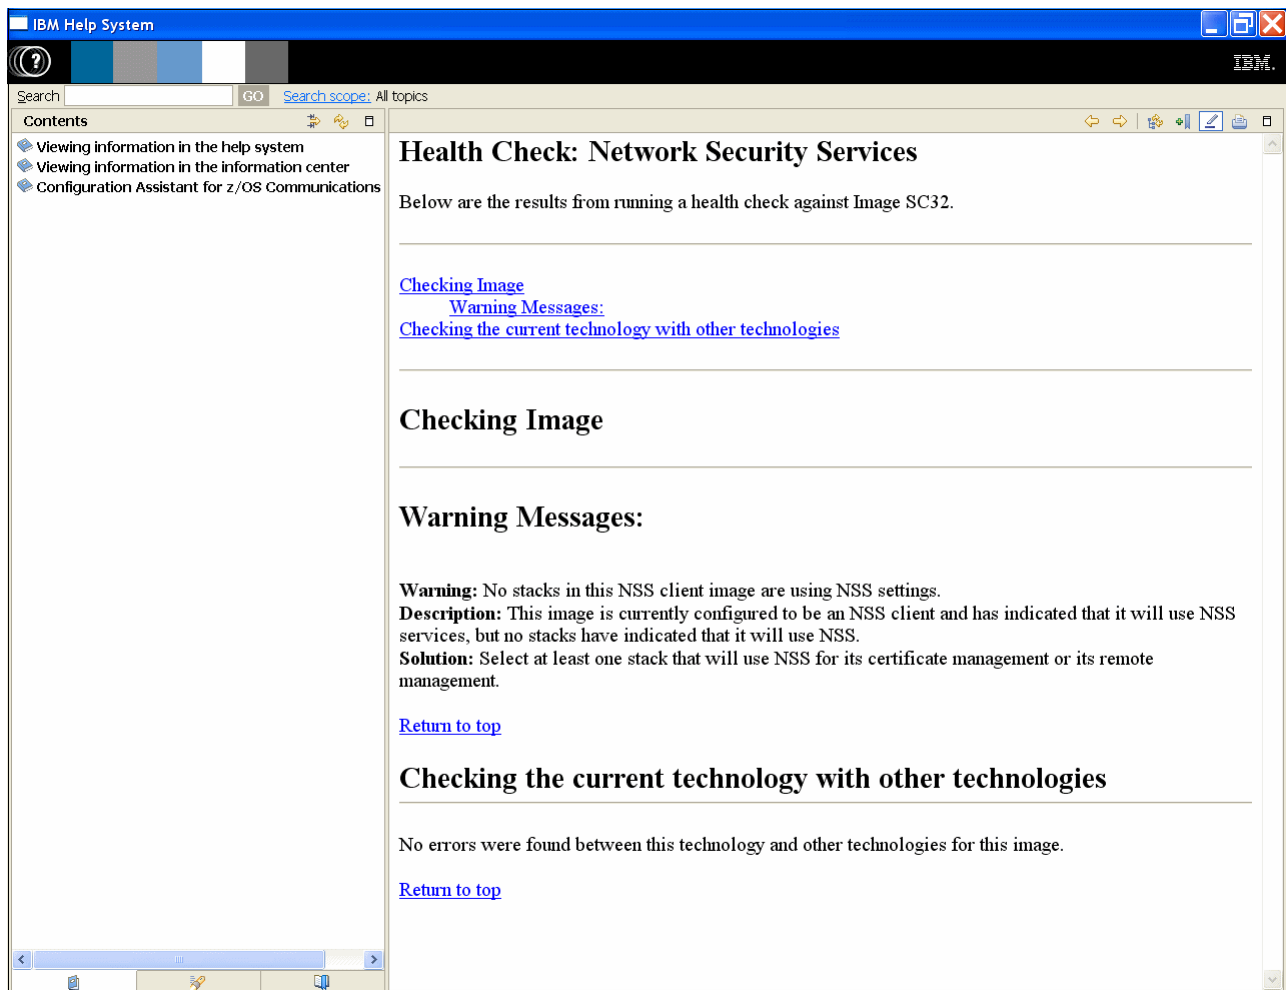 IBM Help System
IBM.
Search
GO
Search scope: All topics
Contents
Viewing information in the help system
Viewing information in the information center
Configuration Assistant for z/OS Communications
Health Check: Network Security Services
Below are the results from running a health check against Image SC32.
Checking Image
Warning Messages:
Checking the current technology with other technologies
Checking Image
Warning Messages:
Warning: No stacks in this NSS client image are using NSS settings.
Description: This image is currently configured to be an NSS client and has indicated that it will use NSS
services, but no stacks have indicated that it will use NSS.
Solution: Select at least one stack that will use NSS for its certificate management or its remote
management.
Return to top
Checking the current technology with other technologies
No errors were found between this technology and other technologies for this image.
Return to top